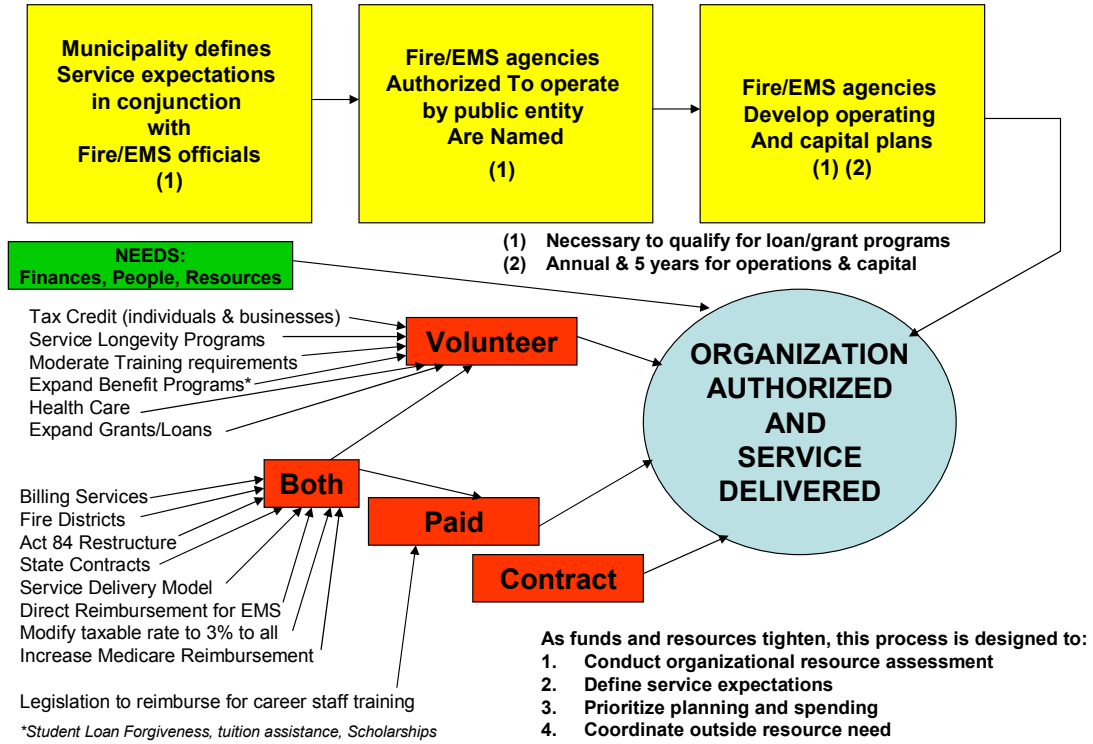 Municipality defines
Service expectations
in conjunction
with
Fire/EMS officials
(1)
Fire/EMS agencies
Authorized To operate
by public entity
Are Named
(1)
Fire/EMS agencies
Develop operating
And capital plans
(1) (2)
(1) Necessary to qualify for loan/grant programs
(2) Annual & 5 years for operations & capital
NEEDS:
Finances, People, Resources
Tax Credit (individuals & businesses)
Service Longevity Programs
Moderate Training requirements
Expand Benefit Programs*
Health Care
Expand Grants/Loans
Volunteer
ORGANIZATION
AUTHORIZED
AND
SERVICE
DELIVERED
Both
Billing Services
Fire Districts
Act 84 Restructure
State Contracts
Service Delivery Model
Direct Reimbursement for EMS
Modify taxable rate to 3% to all
Increase Medicare Reimbursement
Paid
Contract
Legislation to reimburse for career staff training
*Student Loan Forgiveness, tuition assistance, Scholarships
As funds and resources tighten, this process is designed to:
1. Conduct organizational resource assessment
2. Define service expectations
3. Prioritize planning and spending
4. Coordinate outside resource need